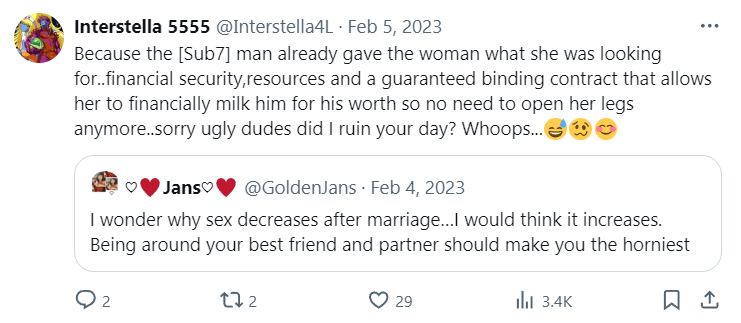 Interstella 5555 @Interstella4L · Feb 5, 2023
Because the [Sub7] man already gave the woman what she was looking
for..financial security,resources and a guaranteed binding contract that allows
her to financially milk him for his worth so no need to open her legs
anymore..sorry ugly dudes did I ruin your day? Whoops...😅🥴😊
♡❤️Jans♡❤️ @GoldenJans · Feb 4, 2023
I wonder why sex decreases after marriage...I would think it increases.
Being around your best friend and partner should make you the horniest
2 2 29 3.4K